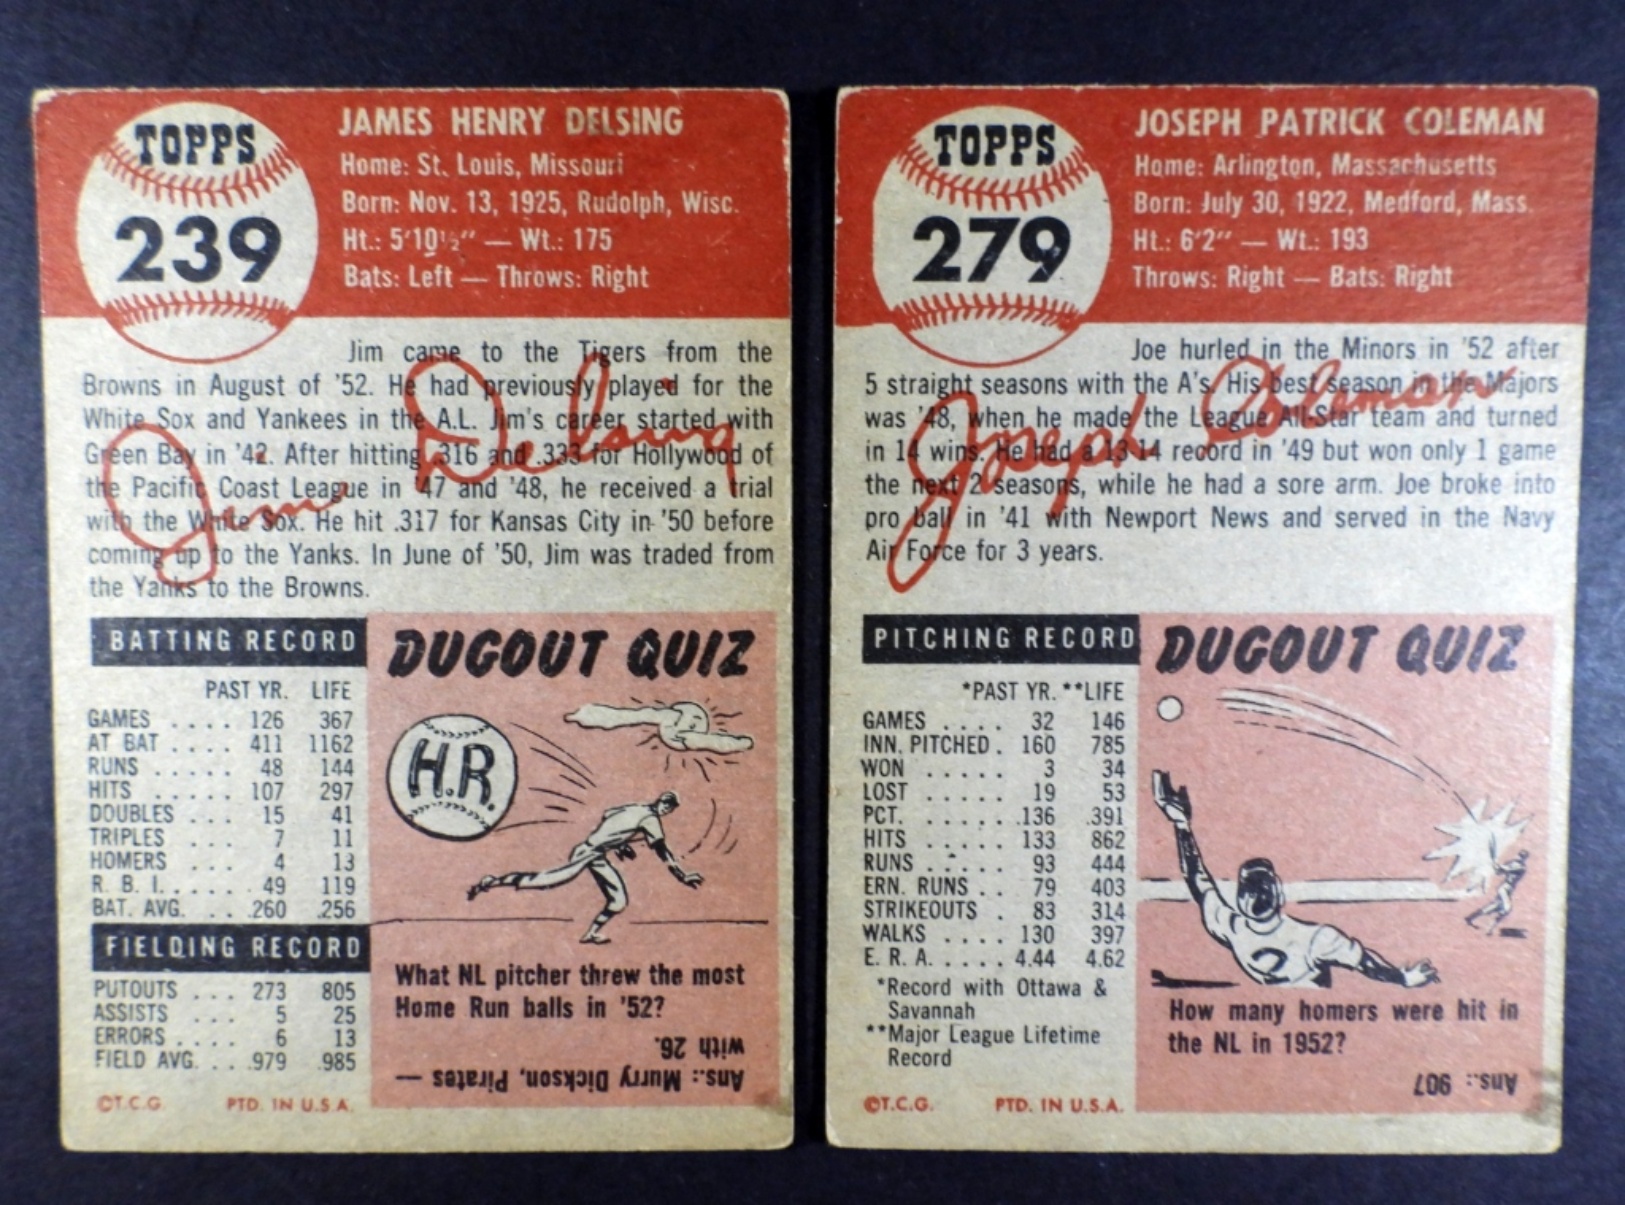 TOPPS
239
JAMES HENRY DELSING
Home: St. Louis, Missouri
Born: Nov. 13, 1925, Rudolph, Wisc.
Ht.: 5'10½" — Wt.: 175
Bats: Left — Throws: Right
Jim came to the Tigers from the
Browns in August of '52. He had previously played for the
White Sox and Yankees in the A.L. Jim's career started with
Green Bay in '42. After hitting .316 and .333 for Hollywood of
the Pacific Coast League in '47 and '48, he received a trial
with the White Sox. He hit .317 for Kansas City in '50 before
coming up to the Yanks. In June of '50, Jim was traded from
the Yanks to the Browns.
Jim Delsing
BATTING RECORD
PAST YR. LIFE
GAMES .... 126 367
AT BAT .... 411 1162
RUNS ..... 48 144
HITS ..... 107 297
DOUBLES ... 15 41
TRIPLES ... 7 11
HOMERS ... 4 13
R. B. I. .... 49 119
BAT. AVG. ... .260 .256
FIELDING RECORD
PUTOUTS ... 273 805
ASSISTS ... 5 25
ERRORS .... 6 13
FIELD AVG. ... .979 .985
©T.C.G. PTD. IN U.S.A.
DUGOUT QUIZ
H.R.
What NL pitcher threw the most
Home Run balls in '52?
Ans.: Murry Dickson, Pirates —
with 26.
TOPPS
279
JOSEPH PATRICK COLEMAN
Home: Arlington, Massachusetts
Born: July 30, 1922, Medford, Mass.
Ht.: 6'2" — Wt.: 193
Throws: Right — Bats: Right
Joe hurled in the Minors in '52 after
5 straight seasons with the A's. His best season in the Majors
was '48, when he made the League All-Star team and turned
in 14 wins. He had a 13-14 record in '49 but won only 1 game
the next 2 seasons, while he had a sore arm. Joe broke into
pro ball in '41 with Newport News and served in the Navy
Air Force for 3 years.
Joseph Coleman
PITCHING RECORD
*PAST YR. **LIFE
GAMES .... 32 146
INN. PITCHED . 160 785
WON ..... 3 34
LOST ..... 19 53
PCT. ...... .136 .391
HITS ..... 133 862
RUNS ..... 93 444
ERN. RUNS .. 79 403
STRIKEOUTS . 83 314
WALKS .... 130 397
E. R. A. ..... 4.44 4.62
*Record with Ottawa &
Savannah
**Major League Lifetime
Record
©T.C.G. PTD. IN U.S.A.
DUGOUT QUIZ
2
How many homers were hit in
the NL in 1952?
Ans.: 907